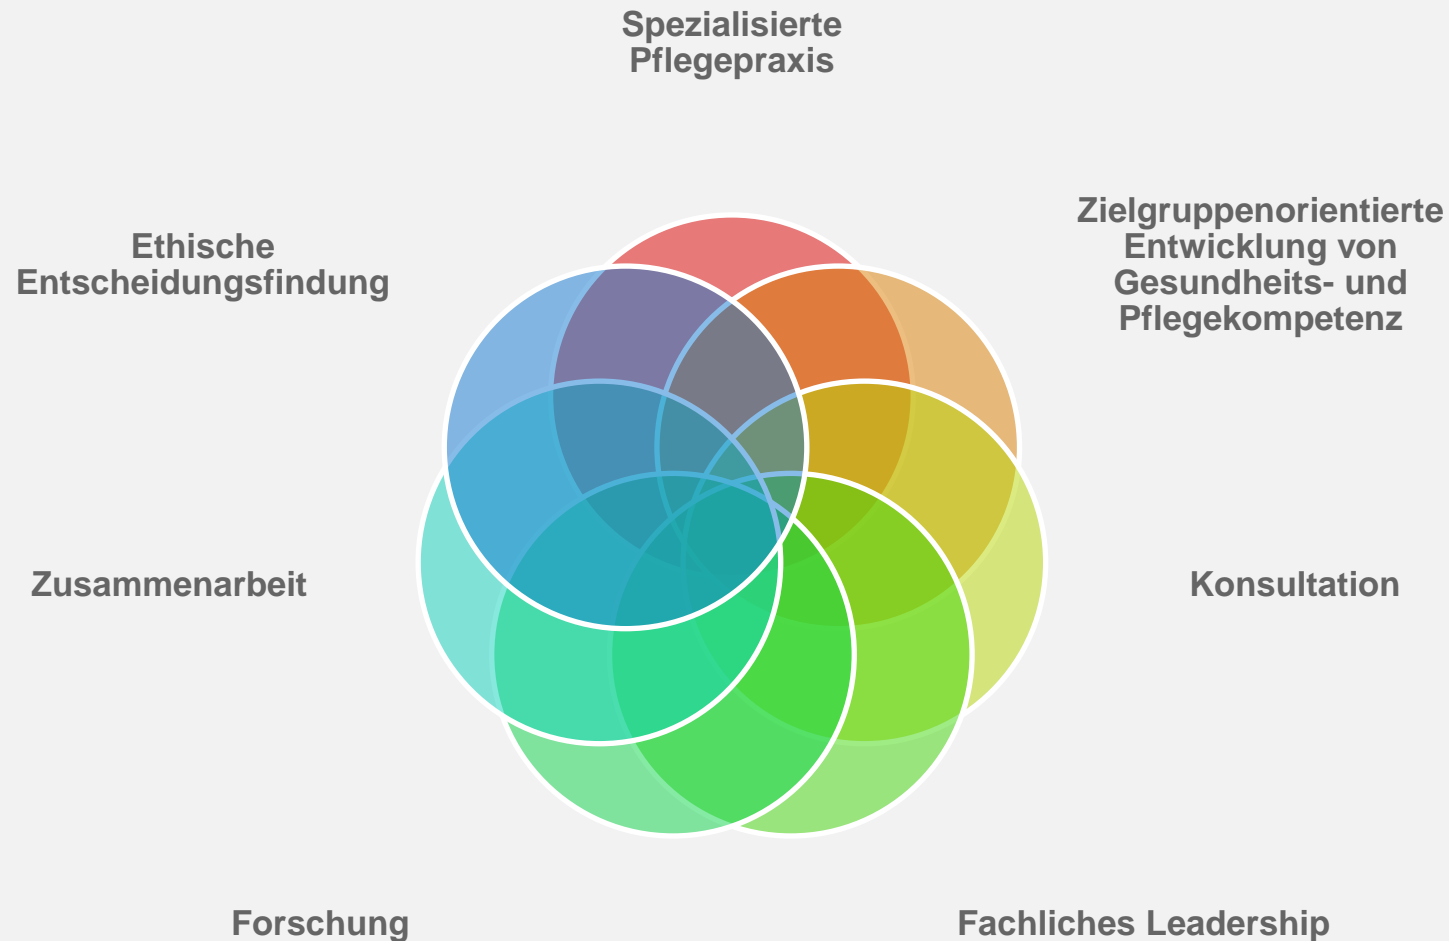 Spezialisierte
Pflegepraxis
Zielgruppenorientierte
Entwicklung von
Gesundheits- und
Pflegekompetenz
Ethische
Entscheidungsfindung
Zusammenarbeit
Konsultation
Forschung
Fachliches Leadership